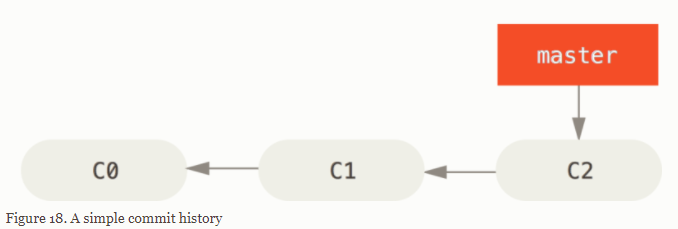 master
C0 C1 C2
Figure 18. A simple commit history